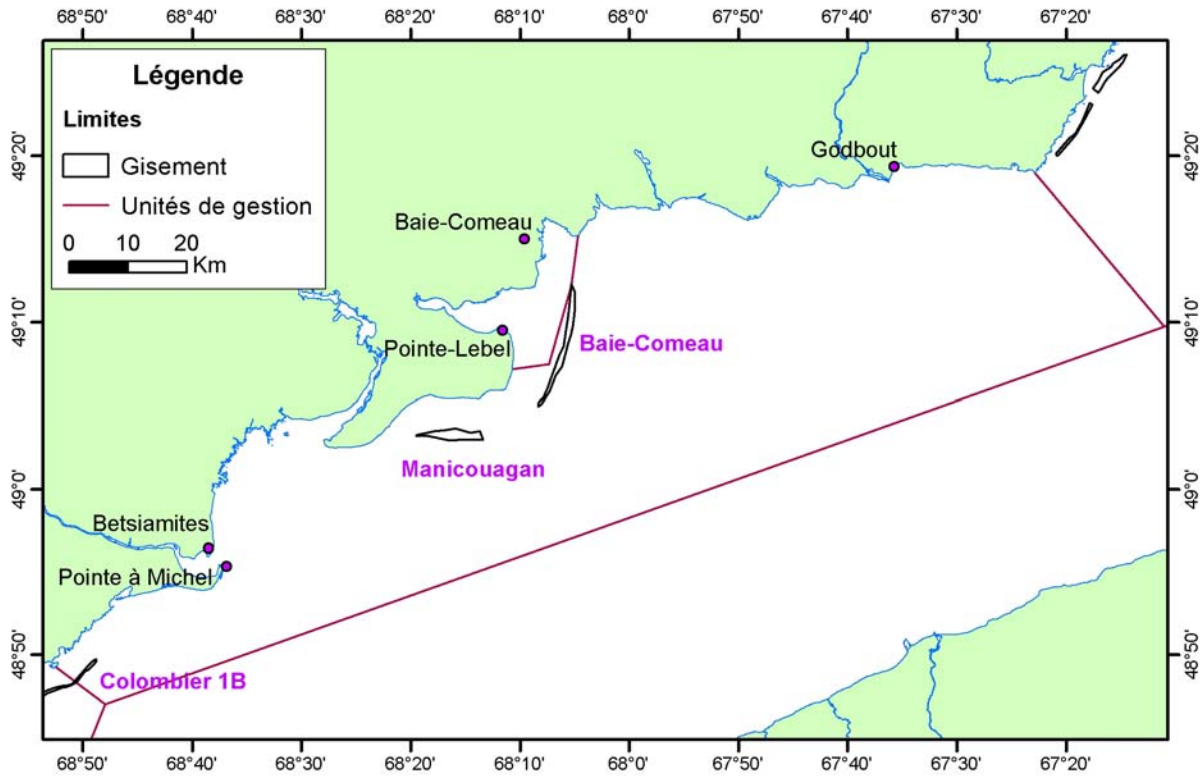 68°50' 68°40' 68°30' 68°20' 68°10' 68°0' 67°50' 67°40' 67°30' 67°20'
Légende
Limites
Gisement
Unités de gestion
0 10 20
Km
49°20' 49°20'
Godbout
Baie-Comeau
49°10' 49°10'
Pointe-Lebel
Baie-Comeau
Manicouagan
49°0' 49°0'
Betsiamites
Pointe à Michel
48°50' 48°50'
Colombier 1B
68°50' 68°40' 68°30' 68°20' 68°10' 68°0' 67°50' 67°40' 67°30' 67°20'